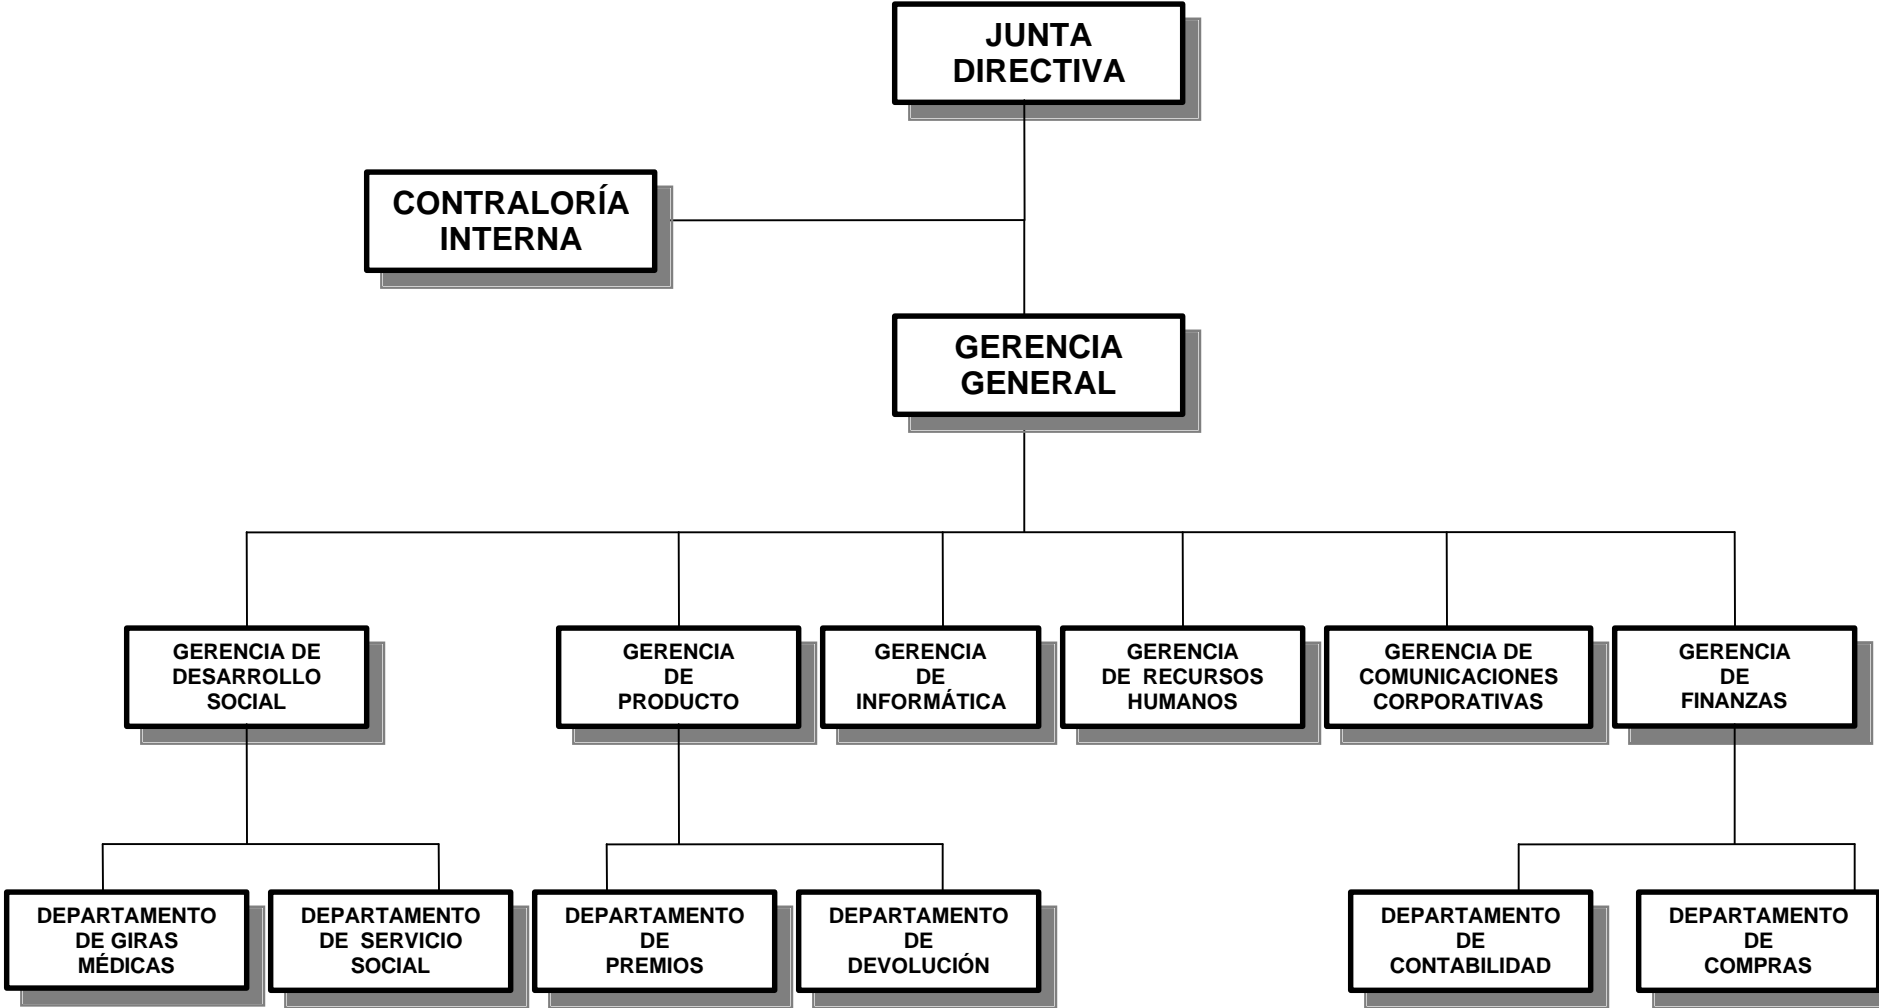 JUNTA
DIRECTIVA
CONTRALORÍA
INTERNA
GERENCIA
GENERAL
GERENCIA DE
DESARROLLO
SOCIAL
GERENCIA
DE
PRODUCTO
GERENCIA
DE
INFORMÁTICA
GERENCIA
DE RECURSOS
HUMANOS
GERENCIA DE
COMUNICACIONES
CORPORATIVAS
GERENCIA
DE
FINANZAS
DEPARTAMENTO
DE GIRAS
MÉDICAS
DEPARTAMENTO
DE SERVICIO
SOCIAL
DEPARTAMENTO
DE
PREMIOS
DEPARTAMENTO
DE
DEVOLUCIÓN
DEPARTAMENTO
DE
CONTABILIDAD
DEPARTAMENTO
DE
COMPRAS